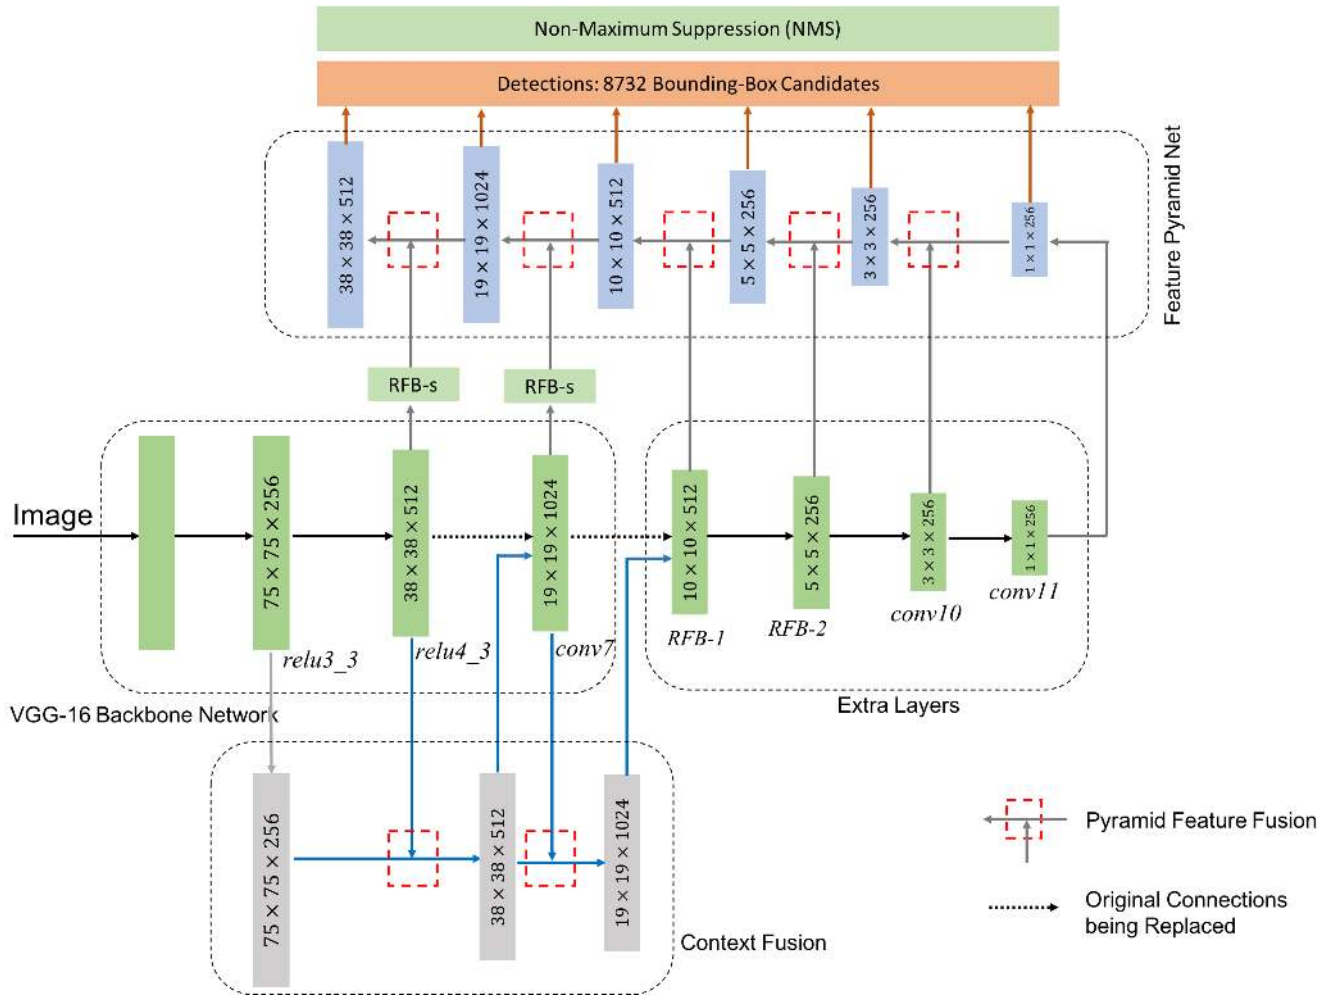 Non-Maximum Suppression (NMS)
Detections: 8732 Bounding-Box Candidates
38 × 38 × 512
19 × 19 × 1024
10 × 10 × 512
5 × 5 × 256
3 × 3 × 256
1 × 1 × 256
Feature Pyramid Net
RFB-s
RFB-s
Image
75 × 75 × 256
38 × 38 × 512
19 × 19 × 1024
10 × 10 × 512
5 × 5 × 256
3 × 3 × 256
1 × 1 × 256
relu3_3
relu4_3
conv7
RFB-1
RFB-2
conv10
conv11
VGG-16 Backbone Network
Extra Layers
75 × 75 × 256
38 × 38 × 512
19 × 19 × 1024
Context Fusion
Pyramid Feature Fusion
Original Connections
being Replaced